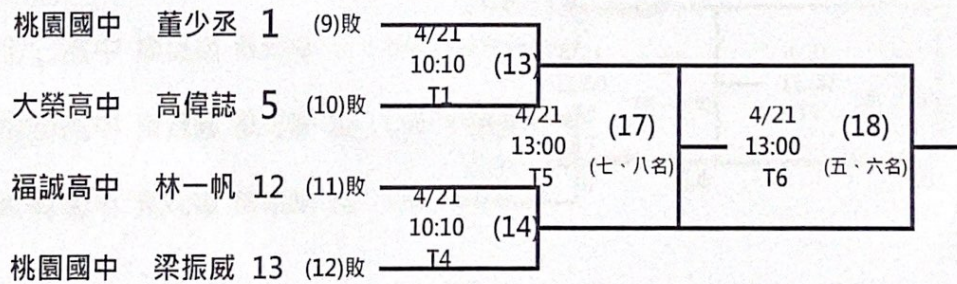 桃園國中 董少丞 1 (9)敗
4/21
10:10 (13)
T1
大榮高中 高偉誌 5 (10)敗
4/21
13:00 (17)
(七、八名)
T5
4/21
13:00 (18)
(五、六名)
T6
福誠高中 林一帆 12 (11)敗
4/21
10:10 (14)
T4
桃園國中 梁振威 13 (12)敗